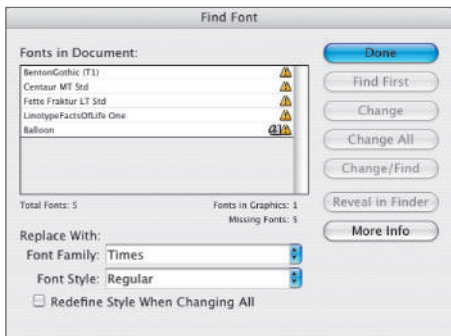 Find Font
Fonts in Document:
BentonGothic (T1)
Centaur MT Std
Fette Fraktur LT Std
LinotypeFactsOfLife One
Balloon
Total Fonts: 5
Fonts in Graphics: 1
Missing Fonts: 5
Replace With:
Font Family: Times
Font Style: Regular
Redefine Style When Changing All
Done
Find First
Change
Change All
Change/Find
Reveal in Finder
More Info